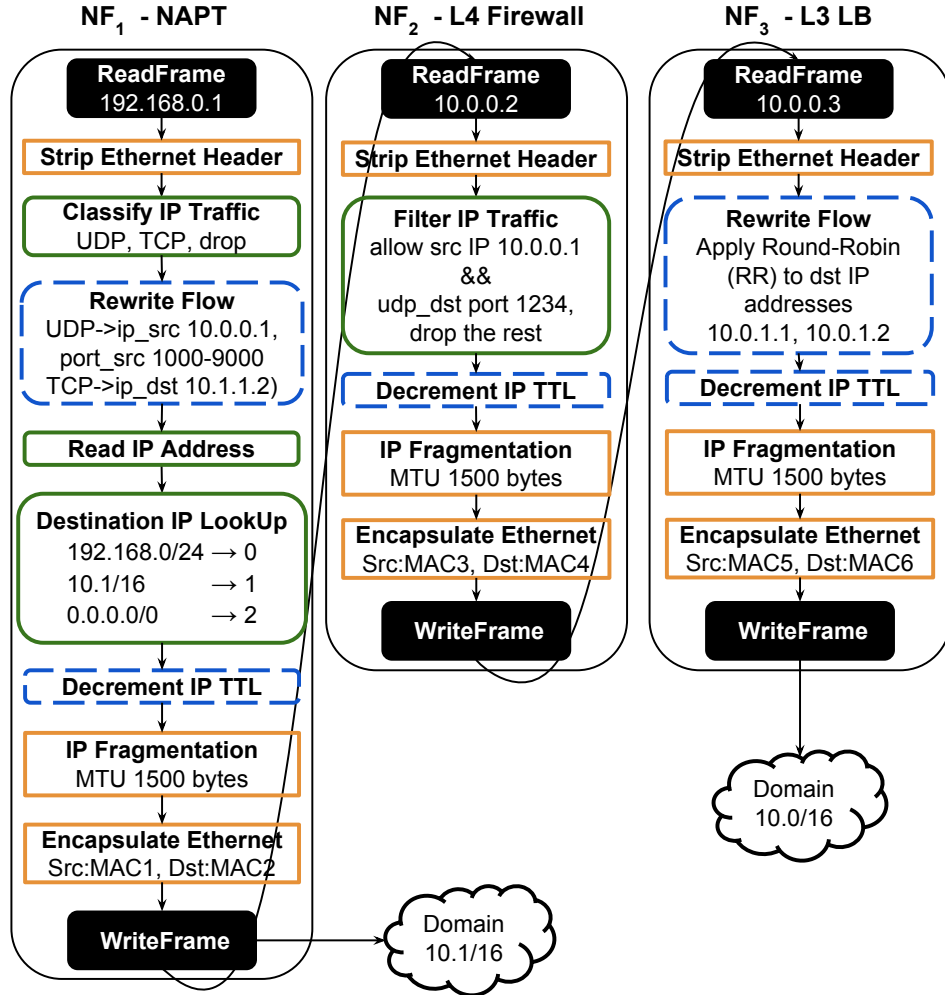 NF1 - NAPT
ReadFrame
192.168.0.1
Strip Ethernet Header
Classify IP Traffic
UDP, TCP, drop
Rewrite Flow
UDP->ip_src 10.0.0.1,
port_src 1000-9000
TCP->ip_dst 10.1.1.2)
Read IP Address
Destination IP LookUp
192.168.0/24 → 0
10.1/16 → 1
0.0.0.0/0 → 2
Decrement IP TTL
IP Fragmentation
MTU 1500 bytes
Encapsulate Ethernet
Src:MAC1, Dst:MAC2
WriteFrame
Domain
10.1/16
NF2 - L4 Firewall
ReadFrame
10.0.0.2
Strip Ethernet Header
Filter IP Traffic
allow src IP 10.0.0.1
&&
udp_dst port 1234,
drop the rest
Decrement IP TTL
IP Fragmentation
MTU 1500 bytes
Encapsulate Ethernet
Src:MAC3, Dst:MAC4
WriteFrame
NF3 - L3 LB
ReadFrame
10.0.0.3
Strip Ethernet Header
Rewrite Flow
Apply Round-Robin
(RR) to dst IP
addresses
10.0.1.1, 10.0.1.2
Decrement IP TTL
IP Fragmentation
MTU 1500 bytes
Encapsulate Ethernet
Src:MAC5, Dst:MAC6
WriteFrame
Domain
10.0/16